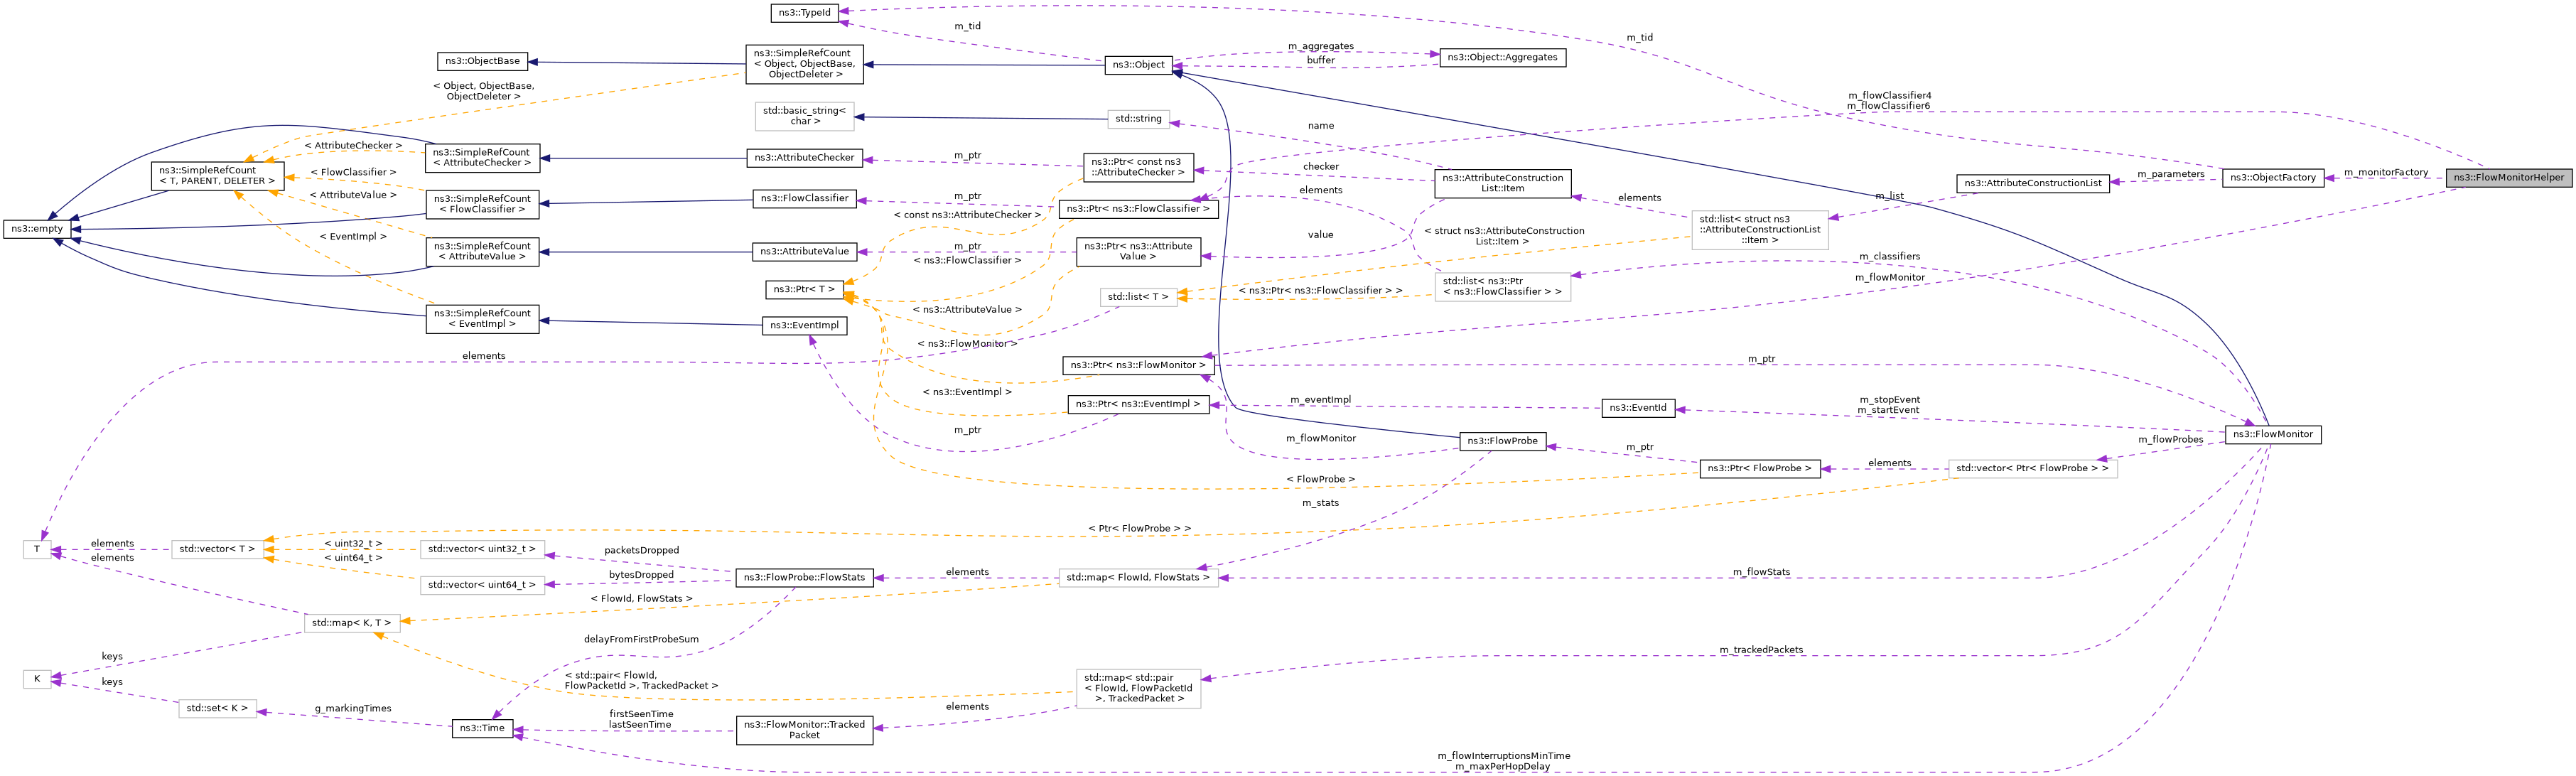 ns3::TypeId
m_tid
m_tid
ns3::ObjectBase
ns3::SimpleRefCount
< Object, ObjectBase,
ObjectDeleter >
ns3::Object
m_aggregates
buffer
ns3::Object::Aggregates
< Object, ObjectBase,
ObjectDeleter >
std::basic_string<
char >
std::string
name
m_flowClassifier4
m_flowClassifier6
< AttributeChecker >
ns3::SimpleRefCount
< AttributeChecker >
ns3::AttributeChecker
m_ptr
ns3::Ptr< const ns3
::AttributeChecker >
checker
ns3::SimpleRefCount
< T, PARENT, DELETER >
< FlowClassifier >
ns3::AttributeConstruction
List::Item
elements
ns3::AttributeConstructionList
m_parameters
ns3::ObjectFactory
m_monitorFactory
ns3::FlowMonitorHelper
m_list
< AttributeValue >
ns3::SimpleRefCount
< FlowClassifier >
ns3::FlowClassifier
m_ptr
ns3::Ptr< ns3::FlowClassifier >
elements
< const ns3::AttributeChecker >
std::list< struct ns3
::AttributeConstructionList
::Item >
ns3::empty
< EventImpl >
ns3::SimpleRefCount
< AttributeValue >
ns3::AttributeValue
m_ptr
ns3::Ptr< ns3::Attribute
Value >
value
< struct ns3::AttributeConstruction
List::Item >
< ns3::FlowClassifier >
m_classifiers
m_flowMonitor
ns3::Ptr< T >
std::list< T >
< ns3::Ptr< ns3::FlowClassifier > >
std::list< ns3::Ptr
< ns3::FlowClassifier > >
ns3::SimpleRefCount
< EventImpl >
ns3::EventImpl
< ns3::AttributeValue >
< ns3::FlowMonitor >
elements
ns3::Ptr< ns3::FlowMonitor >
m_ptr
< ns3::EventImpl >
ns3::Ptr< ns3::EventImpl >
m_eventImpl
ns3::EventId
m_stopEvent
m_startEvent
m_ptr
m_flowMonitor
ns3::FlowProbe
m_ptr
ns3::FlowMonitor
m_flowProbes
ns3::Ptr< FlowProbe >
elements
std::vector< Ptr< FlowProbe > >
< FlowProbe >
m_stats
< Ptr< FlowProbe > >
T
elements
elements
std::vector< T >
< uint32_t >
< uint64_t >
std::vector< uint32_t >
std::vector< uint64_t >
packetsDropped
bytesDropped
ns3::FlowProbe::FlowStats
elements
std::map< FlowId, FlowStats >
m_flowStats
< FlowId, FlowStats >
std::map< K, T >
delayFromFirstProbeSum
keys
K
keys
m_trackedPackets
< std::pair< FlowId,
FlowPacketId >, TrackedPacket >
std::map< std::pair
< FlowId, FlowPacketId
>, TrackedPacket >
elements
std::set< K >
g_markingTimes
ns3::Time
firstSeenTime
lastSeenTime
ns3::FlowMonitor::Tracked
Packet
m_flowInterruptionsMinTime
m_maxPerHopDelay